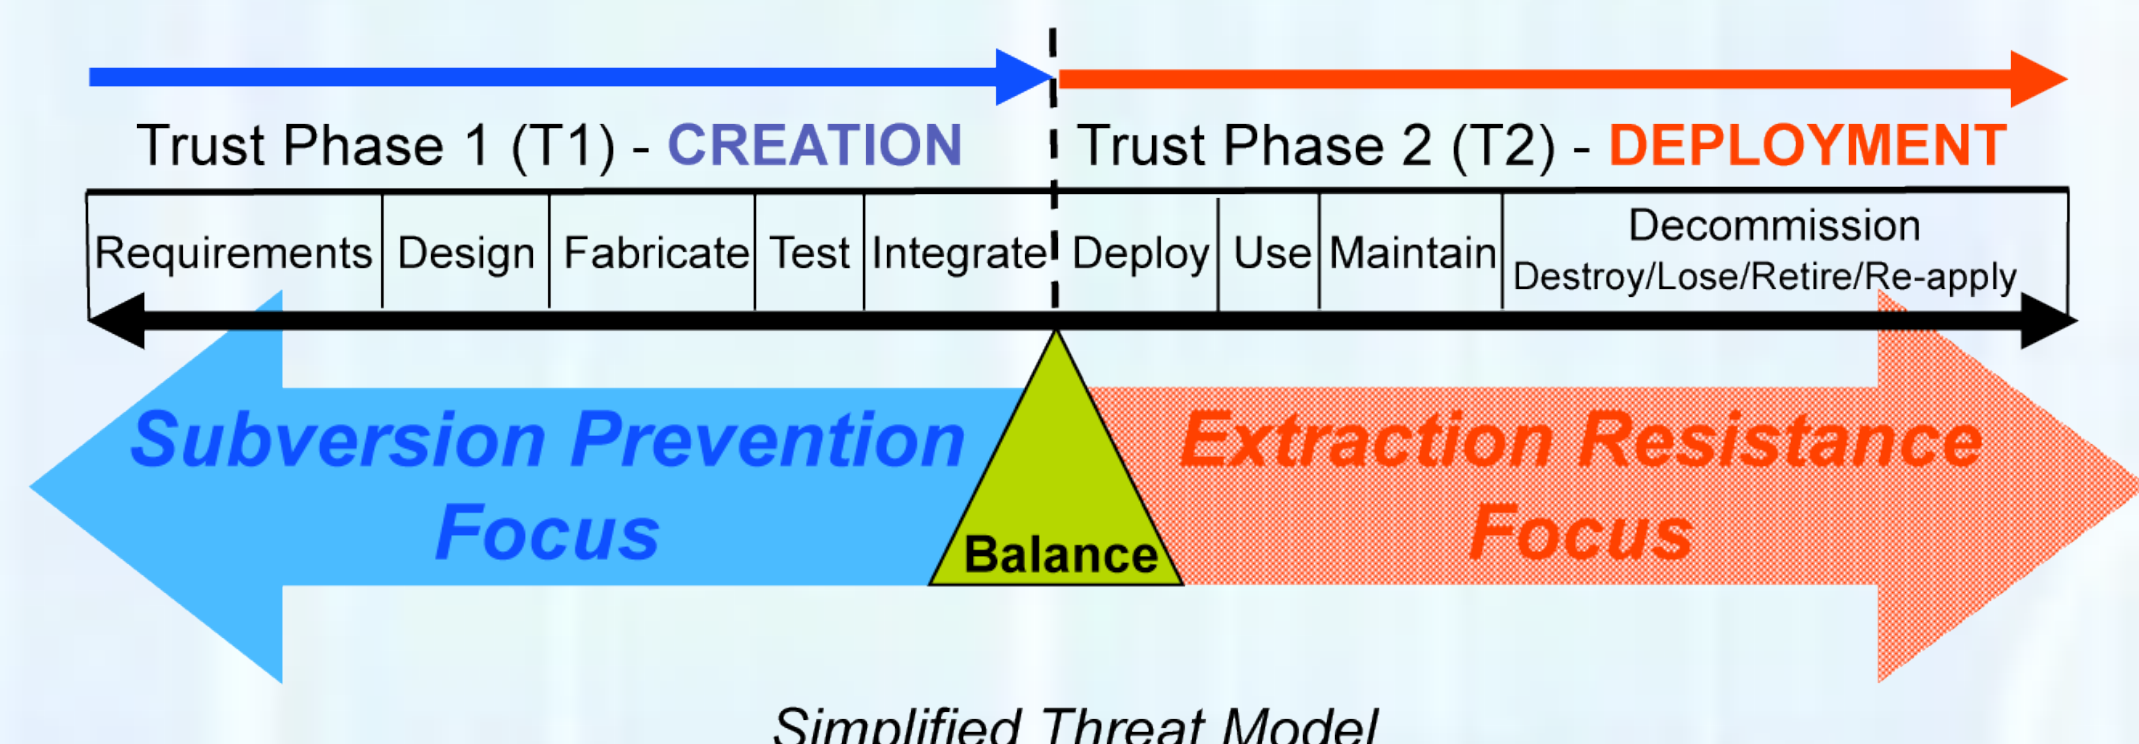 Trust Phase 1 (T1) - CREATION
Trust Phase 2 (T2) - DEPLOYMENT
Requirements
Design
Fabricate
Test
Integrate
Deploy
Use
Maintain
Decommission
Destroy/Lose/Retire/Re-apply
Subversion Prevention
Focus
Balance
Extraction Resistance
Focus
Simplified Threat Model